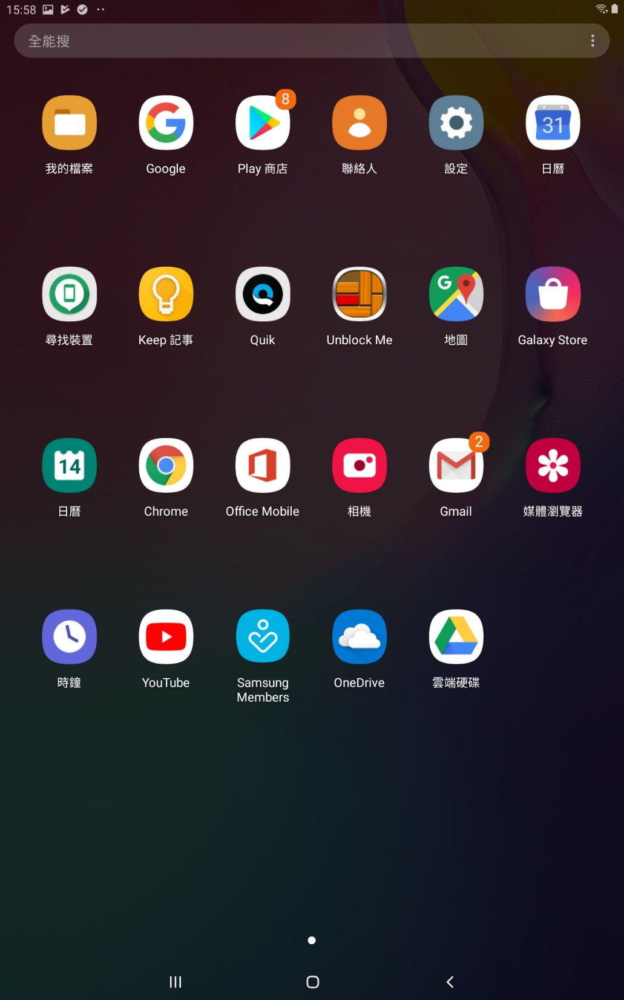 15:58
全能搜
8
31
我的檔案
Google
Play 商店
聯絡人
設定
日曆
G
尋找裝置
Keep 記事
Quik
Unblock Me
地圖
Galaxy Store
2
14
日曆
Chrome
Office Mobile
相機
Gmail
媒體瀏覽器
時鐘
YouTube
Samsung
Members
OneDrive
雲端硬碟